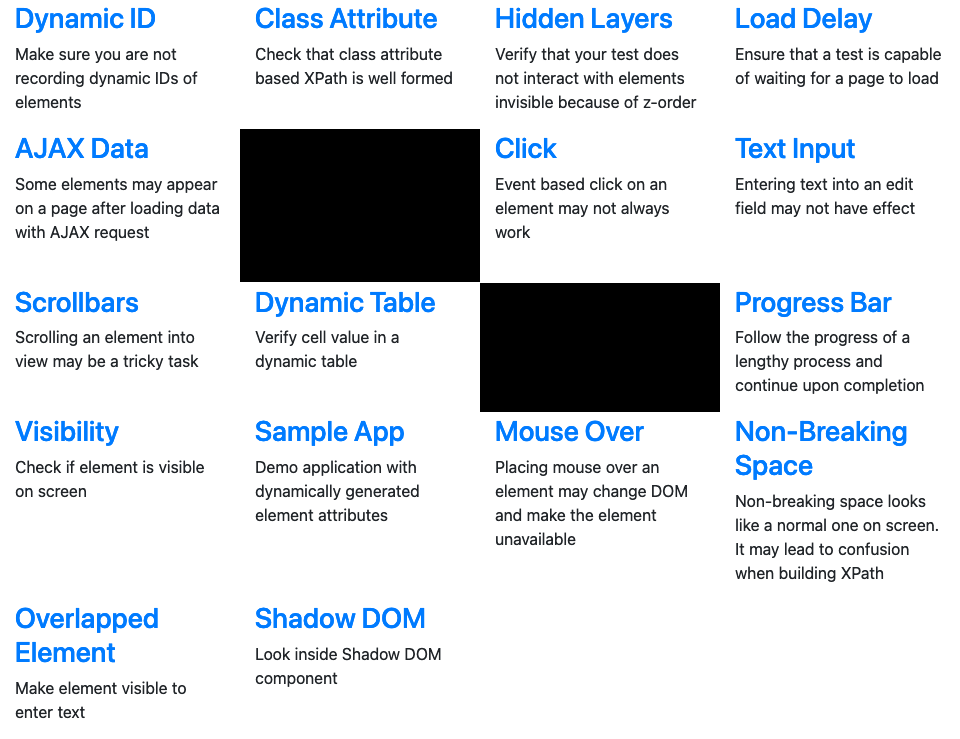 Dynamic ID
Make sure you are not
recording dynamic IDs of
elements
Class Attribute
Check that class attribute
based XPath is well formed
Hidden Layers
Verify that your test does
not interact with elements
invisible because of z-order
Load Delay
Ensure that a test is capable
of waiting for a page to load
AJAX Data
Some elements may appear
on a page after loading data
with AJAX request
Click
Event based click on an
element may not always
work
Text Input
Entering text into an edit
field may not have effect
Scrollbars
Scrolling an element into
view may be a tricky task
Dynamic Table
Verify cell value in a
dynamic table
Progress Bar
Follow the progress of a
lengthy process and
continue upon completion
Visibility
Check if element is visible
on screen
Sample App
Demo application with
dynamically generated
element attributes
Mouse Over
Placing mouse over an
element may change DOM
and make the element
unavailable
Non-Breaking
Space
Non-breaking space looks
like a normal one on screen.
It may lead to confusion
when building XPath
Overlapped
Element
Make element visible to
enter text
Shadow DOM
Look inside Shadow DOM
component